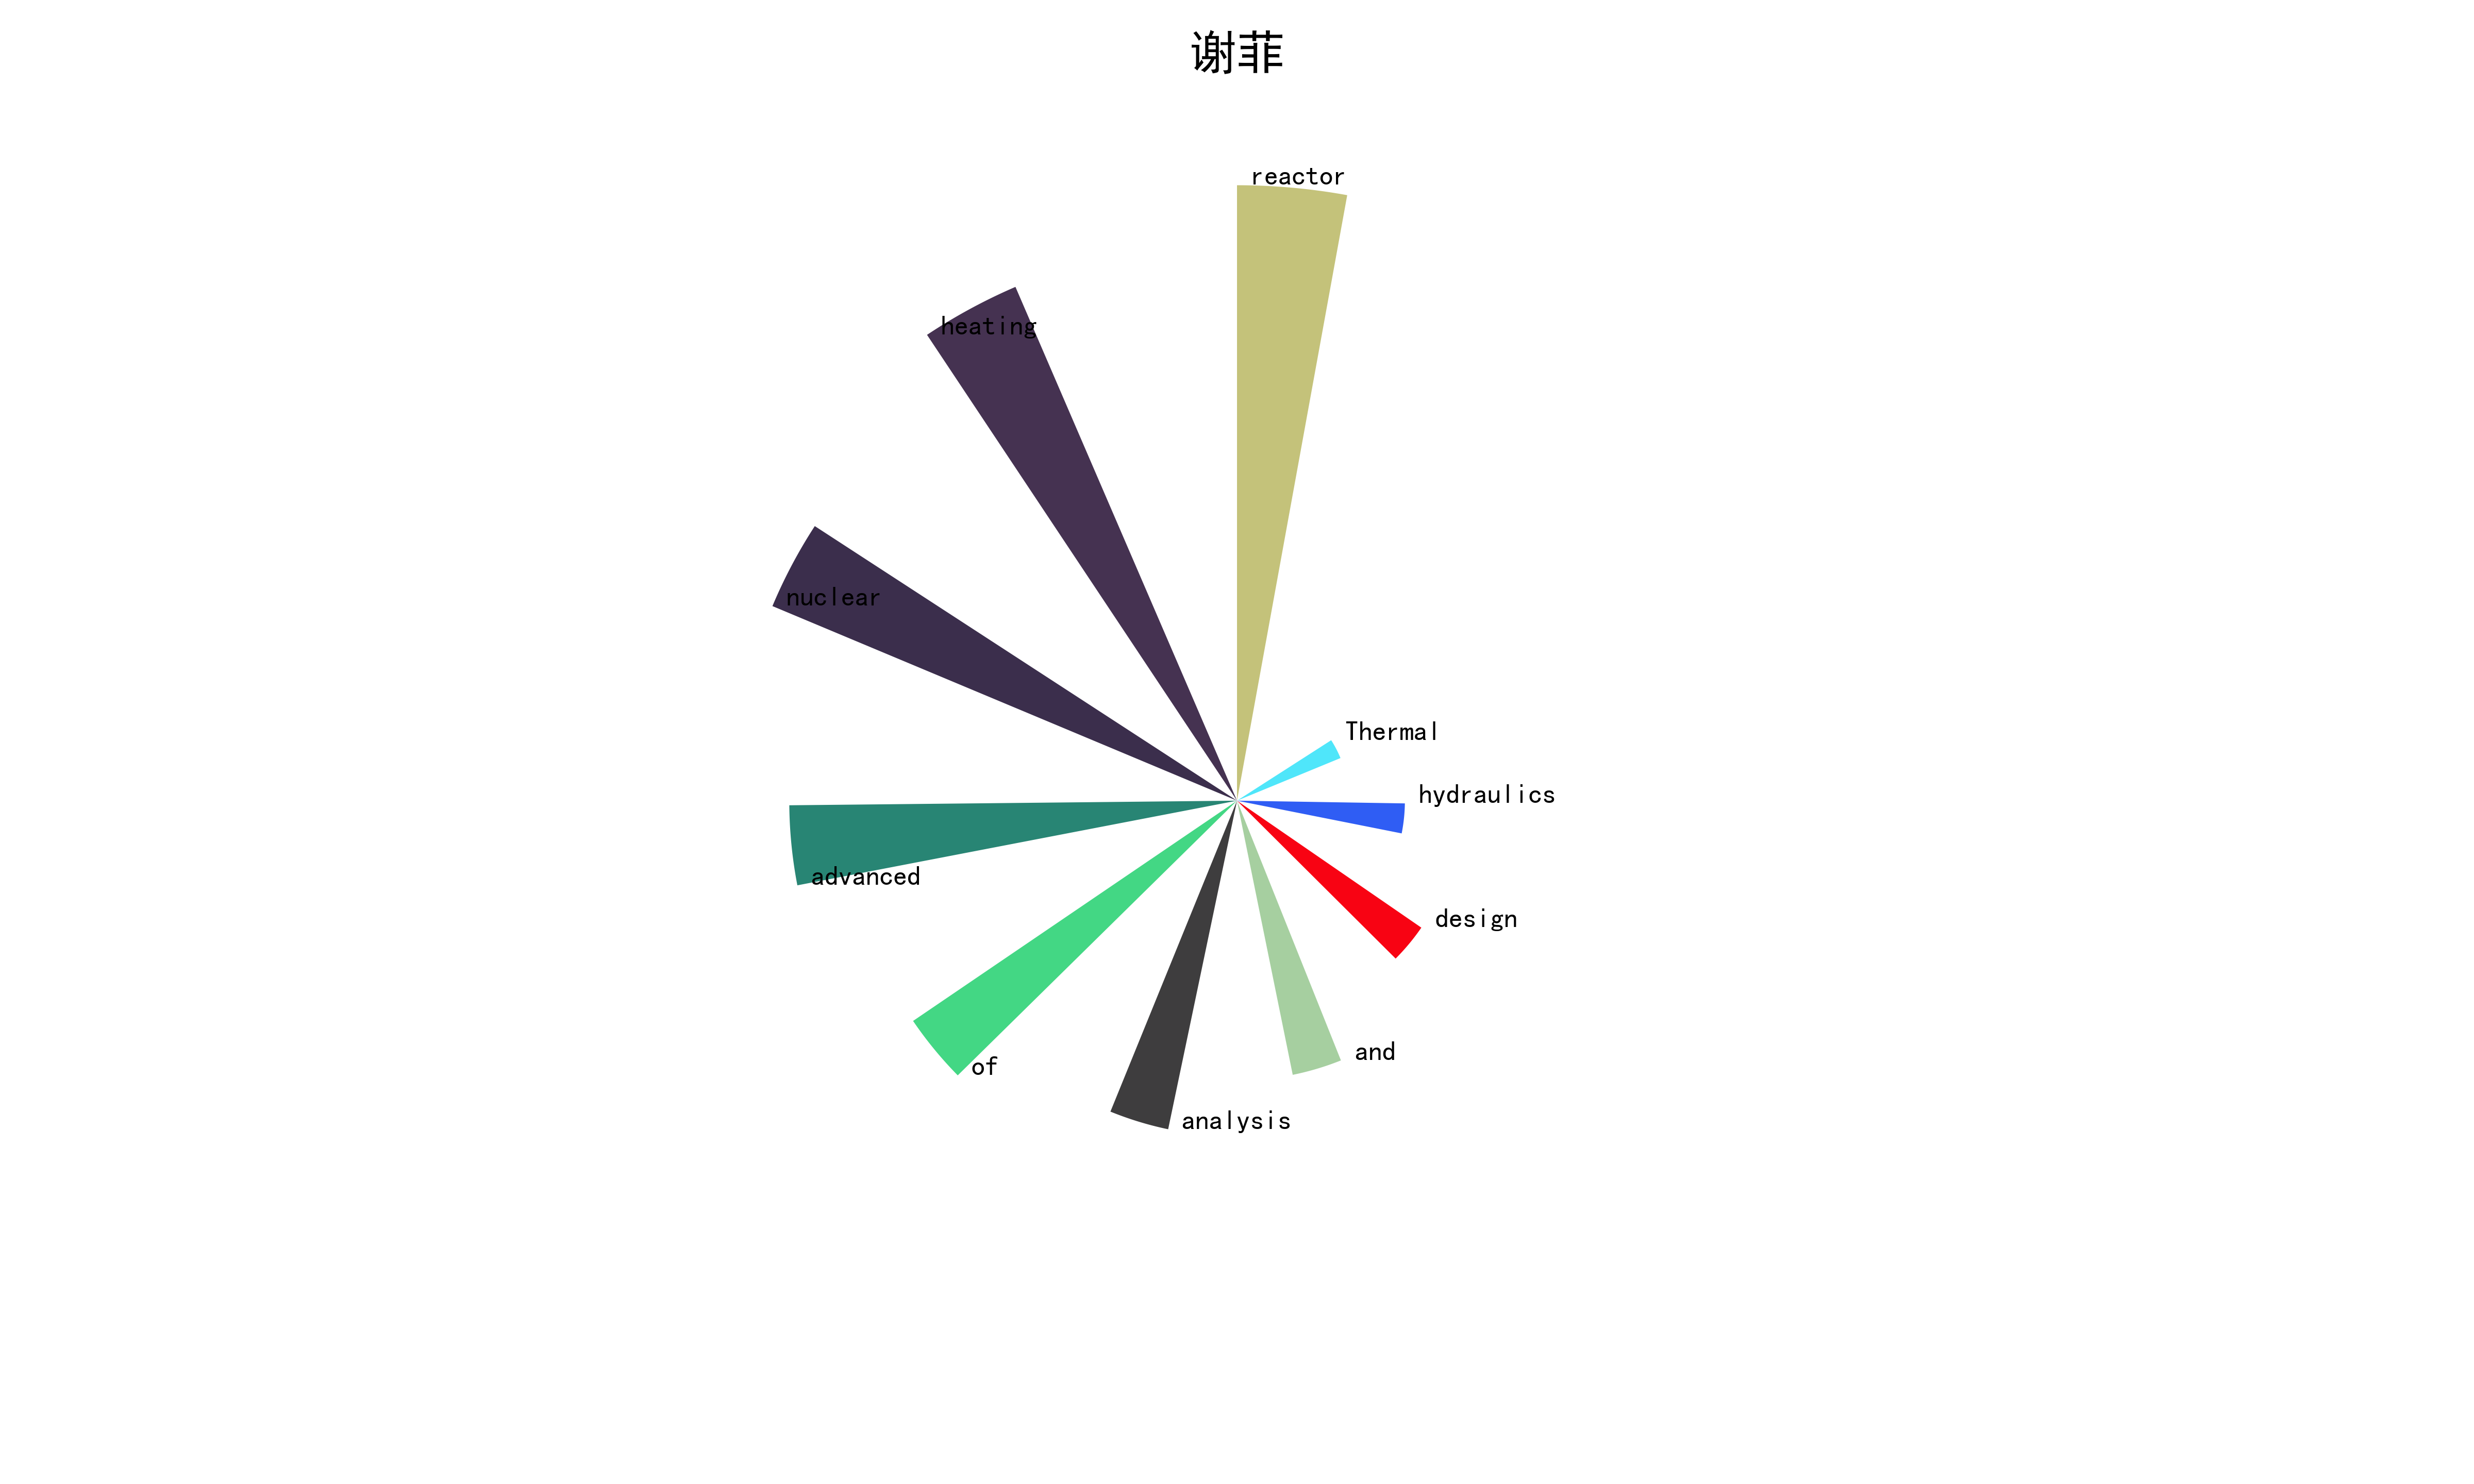 谢菲
reactor
heating
nuclear
Thermal
hydraulics
advanced
design
and
of
analysis